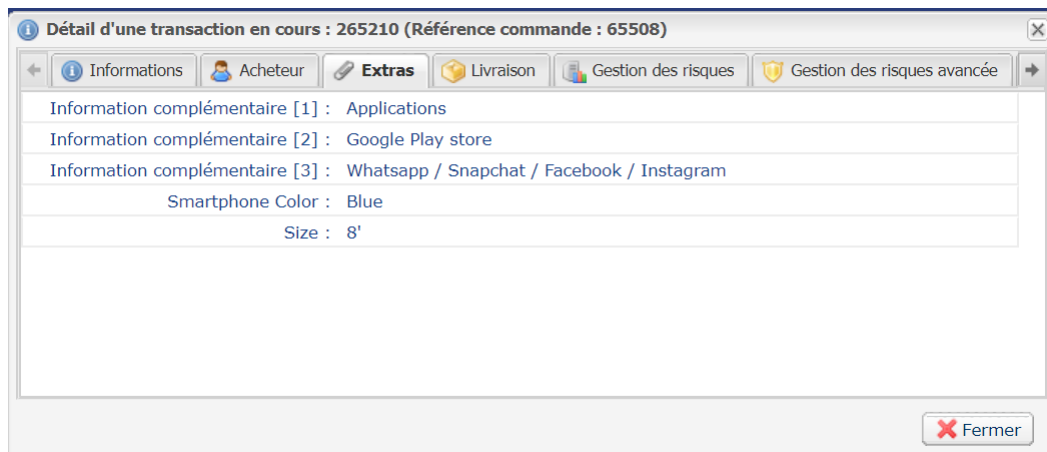 Détail d'une transaction en cours : 265210 (Référence commande : 65508)
Informations Acheteur Extras Livraison Gestion des risques Gestion des risques avancée
Information complémentaire [1] : Applications
Information complémentaire [2] : Google Play store
Information complémentaire [3] : Whatsapp / Snapchat / Facebook / Instagram
Smartphone Color : Blue
Size : 8'
Fermer